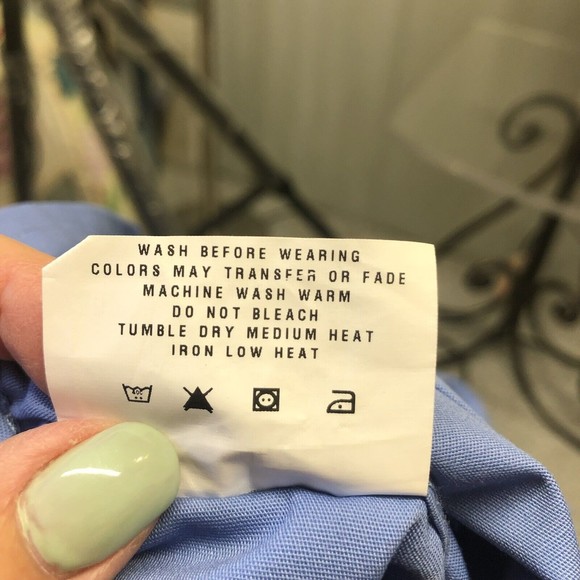 WASH BEFORE WEARING
COLORS MAY TRANSFER OR FADE
MACHINE WASH WARM
DO NOT BLEACH
TUMBLE DRY MEDIUM HEAT
IRON LOW HEAT